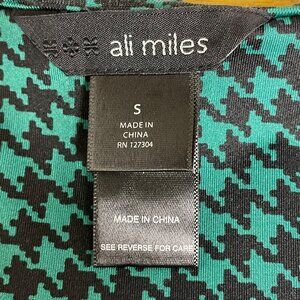 ali miles
S
MADE IN
CHINA
RN 127304
MADE IN CHINA
SEE REVERSE FOR CARE